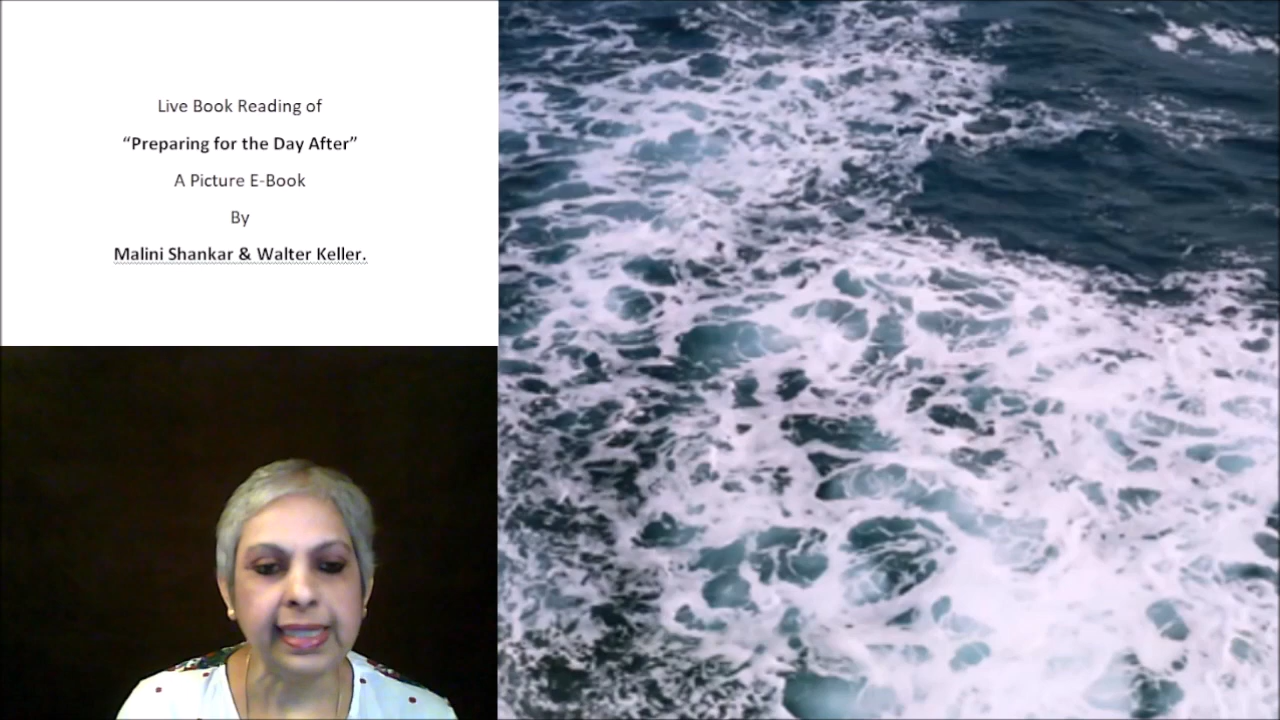 Live Book Reading of
“Preparing for the Day After”
A Picture E-Book
By
Malini Shankar & Walter Keller.